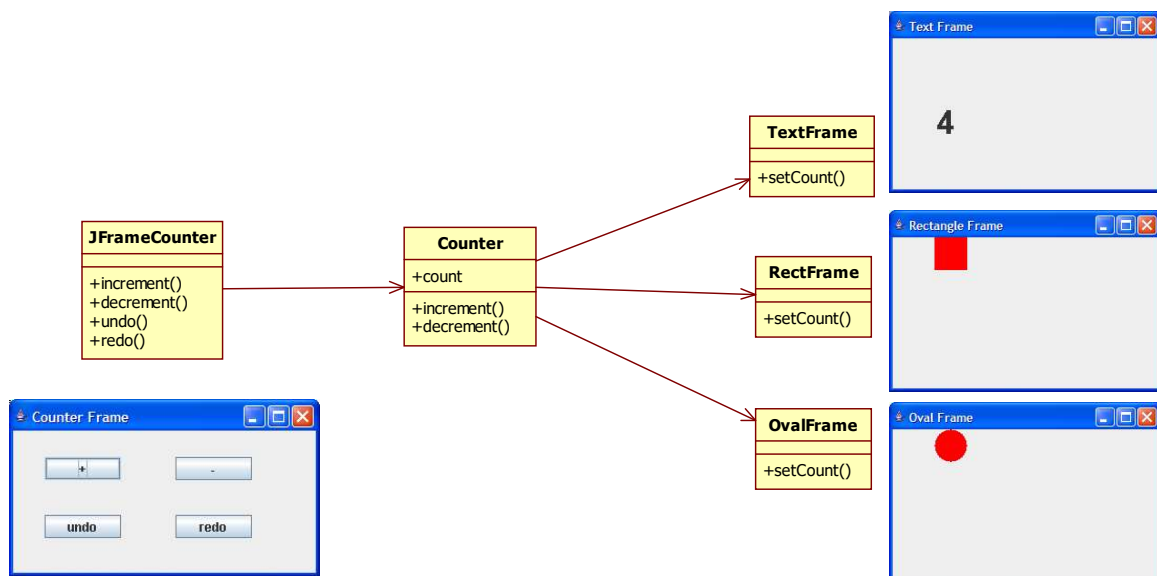 Text Frame
4
TextFrame
+setCount()
JFrameCounter
+increment()
+decrement()
+undo()
+redo()
Counter
+count
+increment()
+decrement()
Rectangle Frame
RectFrame
+setCount()
Counter Frame
+
-
undo
redo
Oval Frame
OvalFrame
+setCount()